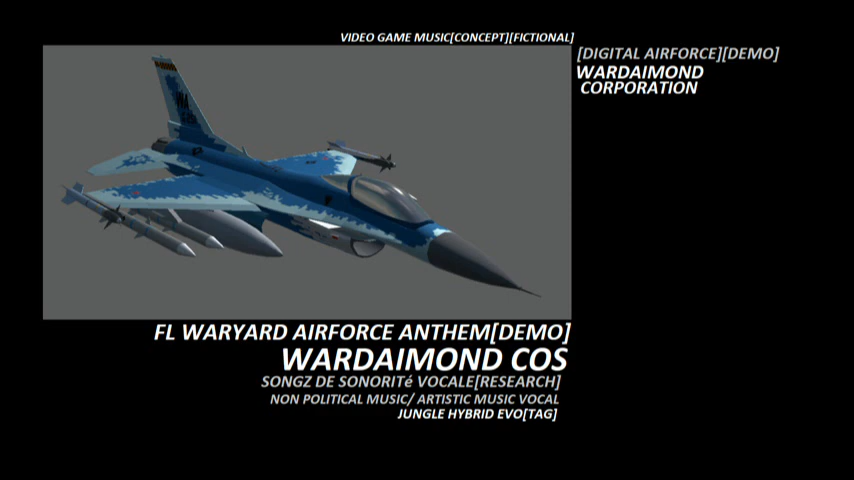 VIDEO GAME MUSIC[CONCEPT][FICTIONAL]
[DIGITAL AIRFORCE][DEMO]
WARDAIMOND
CORPORATION
WA
FL WARYARD AIRFORCE ANTHEM[DEMO]
WARDAIMOND COS
SONGZ DE SONORITé VOCALE[RESEARCH]
NON POLITICAL MUSIC/ ARTISTIC MUSIC VOCAL
JUNGLE HYBRID EVO[TAG]